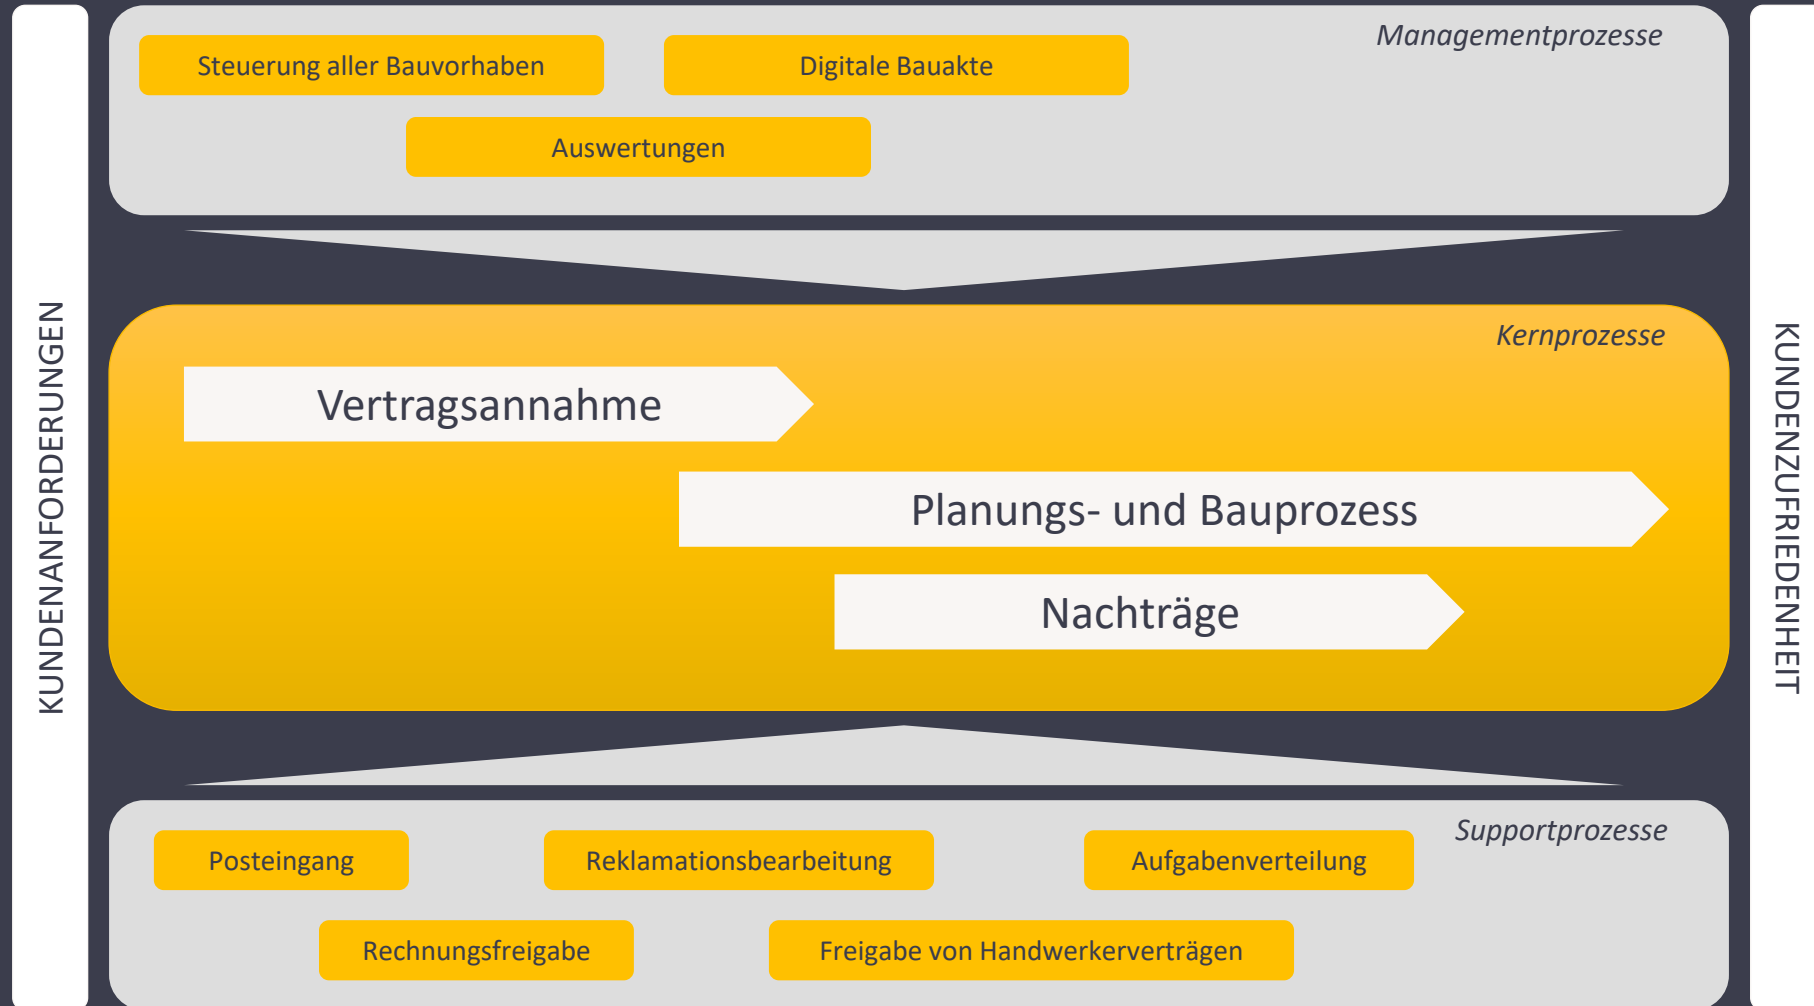 KUNDENANFORDERUNGEN
Managementprozesse
Steuerung aller Bauvorhaben
Digitale Bauakte
Auswertungen
Kernprozesse
Vertragsannahme
Planungs- und Bauprozess
Nachträge
Supportprozesse
Posteingang
Reklamationsbearbeitung
Aufgabenverteilung
Rechnungsfreigabe
Freigabe von Handwerkerverträgen
KUNDENZUFRIEDENHEIT